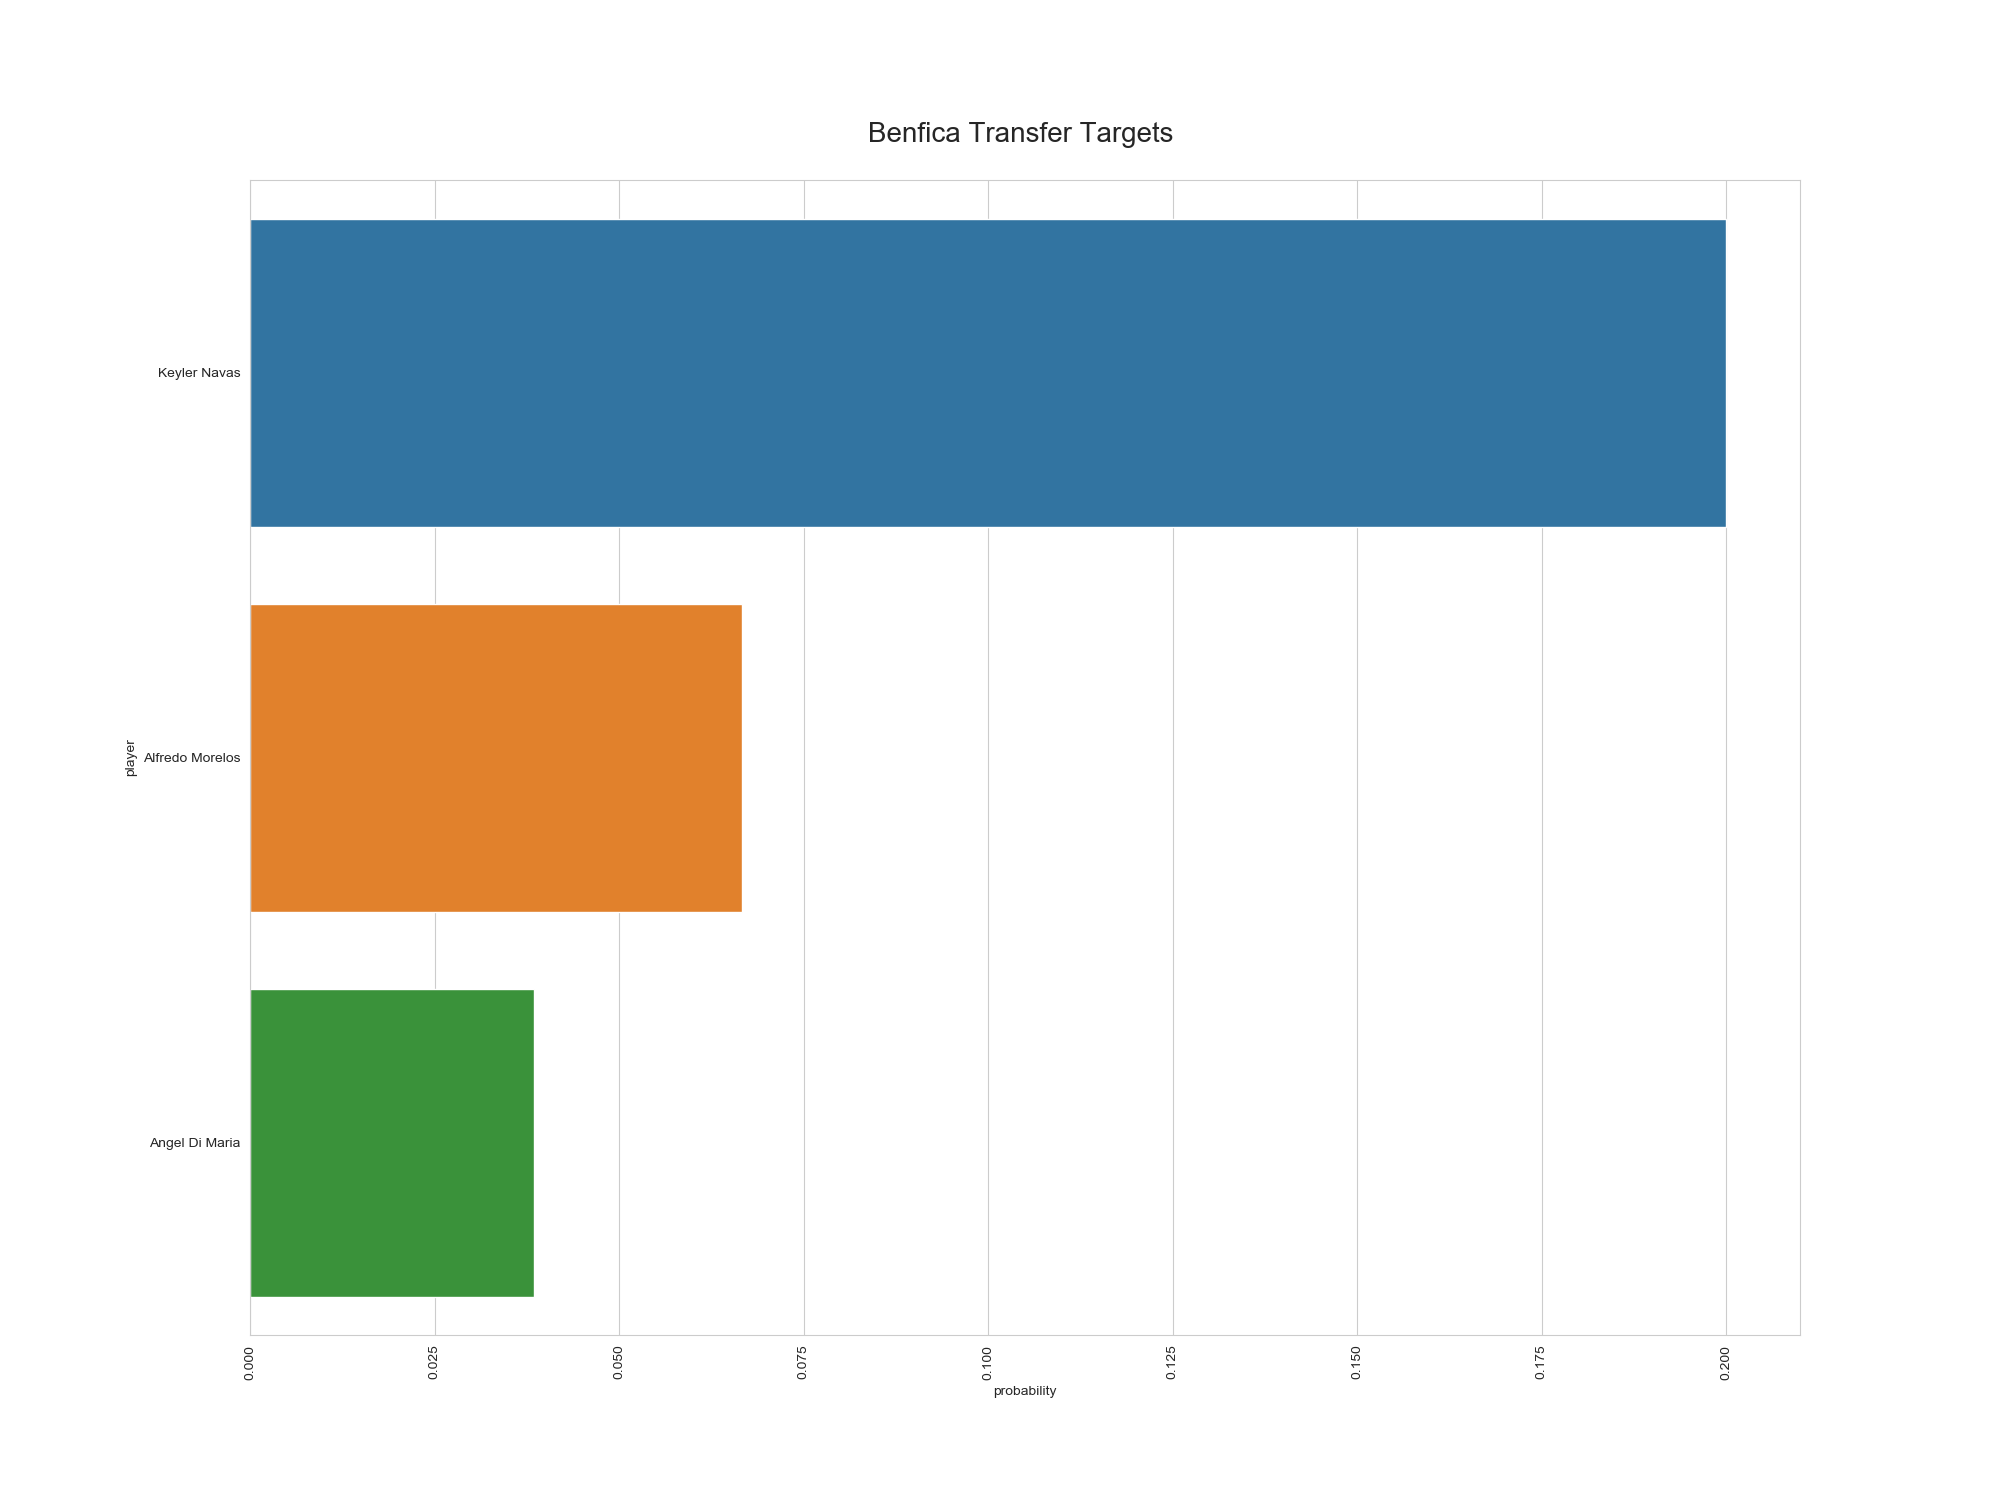 Benfica Transfer Targets
Keyler Navas
Alfredo Morelos
Angel Di Maria
player
0.000
0.025
0.050
0.075
0.100
0.125
0.150
0.175
0.200
probability